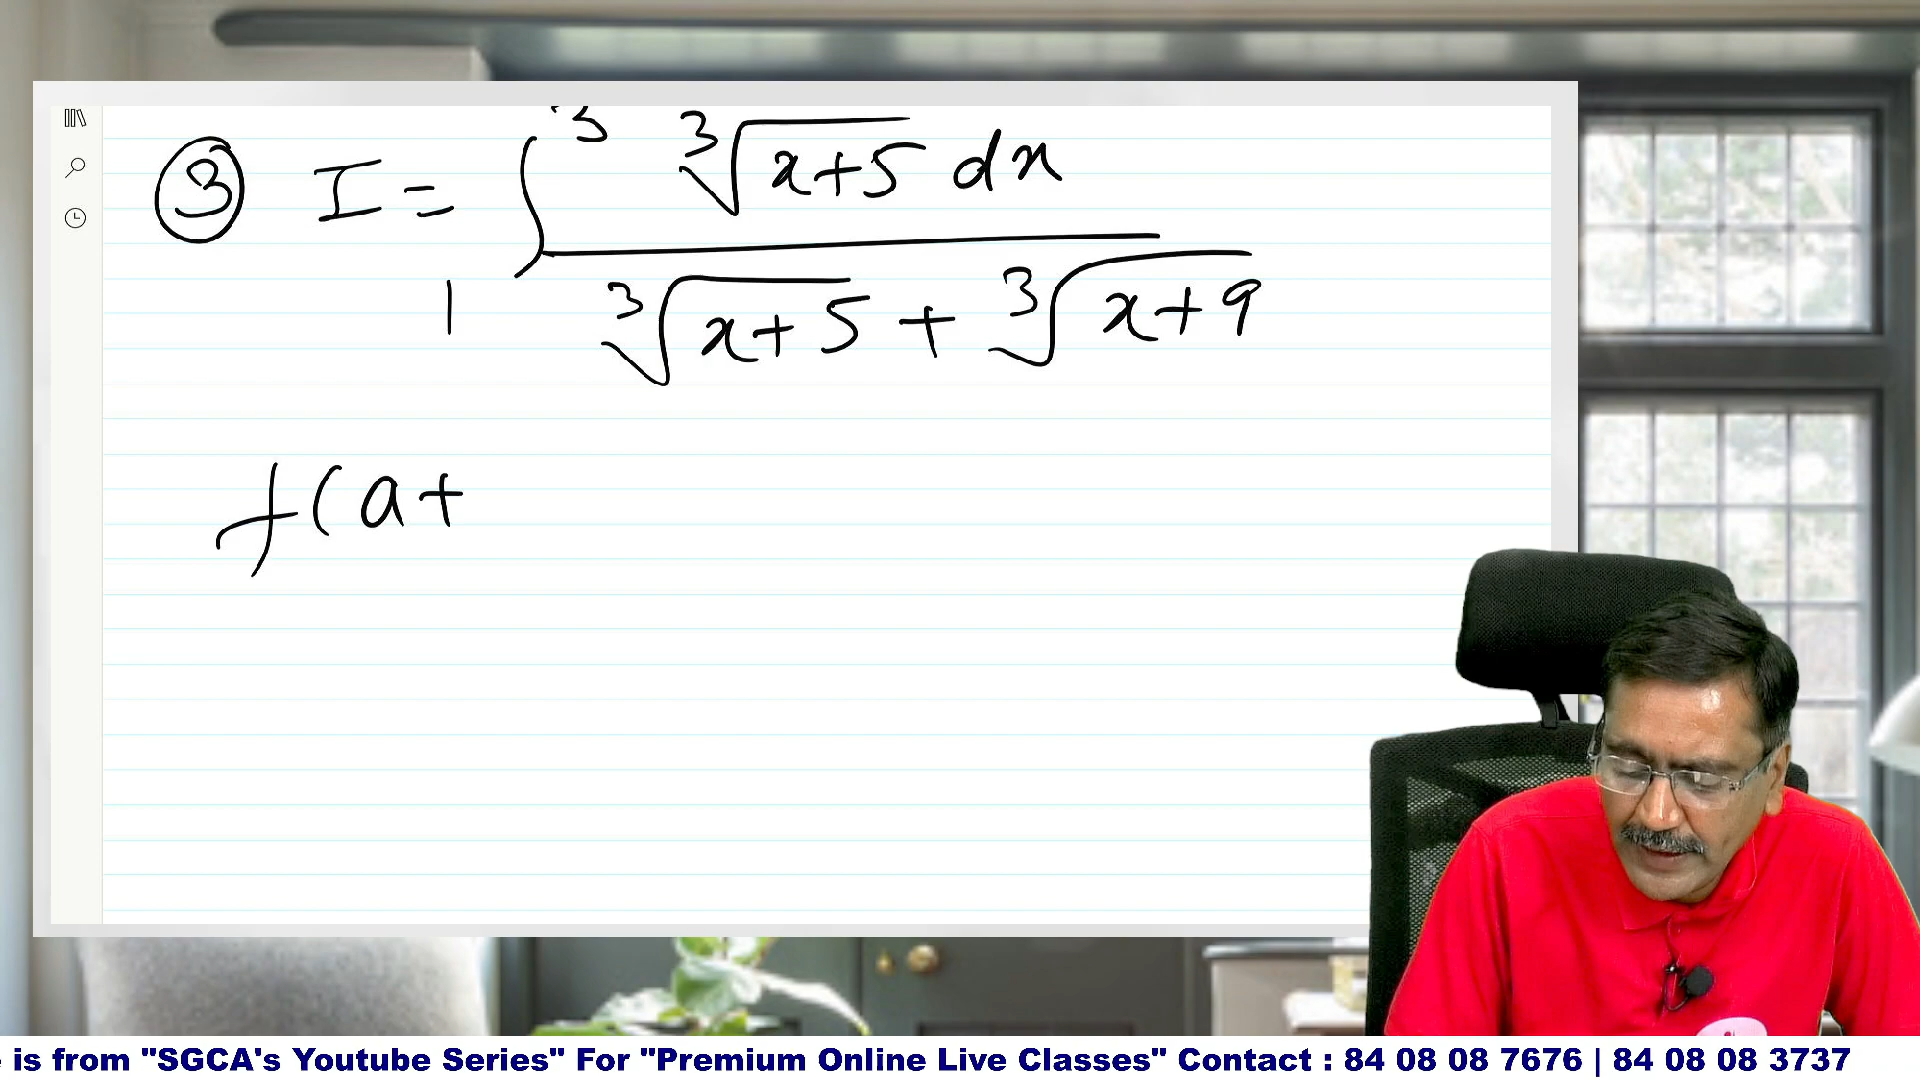 ③ I = ∫₁³ ∛(x+5) dx
∛(x+5) + ∛(x+9)
f(a+
is from "SGCA's Youtube Series" For "Premium Online Live Classes" Contact : 84 08 08 7676 | 84 08 08 3737